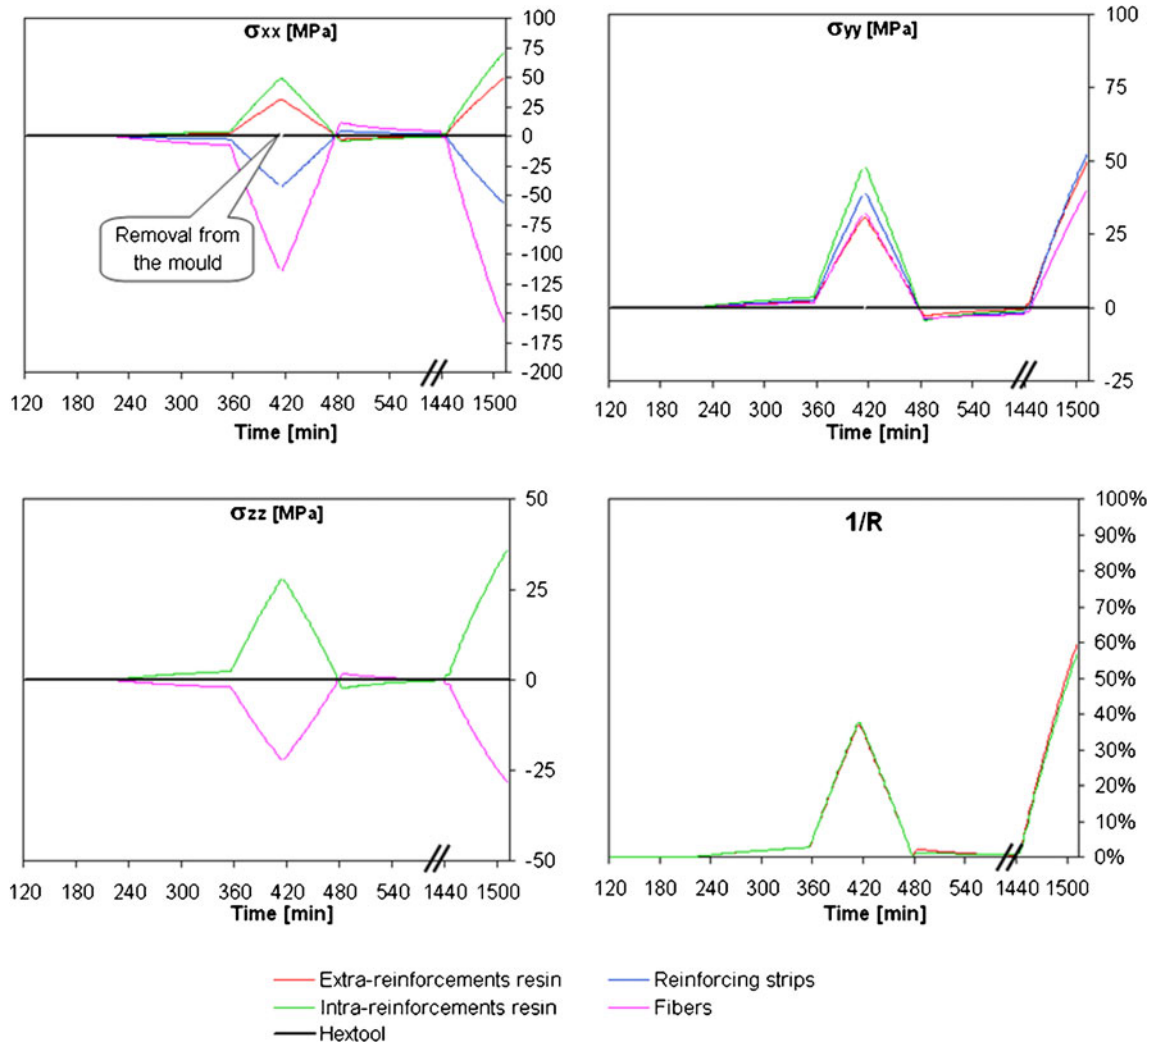 σxx [MPa]
100
75
50
25
0
-25
-50
-75
-100
-125
-150
-175
-200
Removal from
the mould
120 180 240 300 360 420 480 540 1440 1500
Time [min]
σyy [MPa]
100
75
50
25
0
-25
120 180 240 300 360 420 480 540 1440 1500
Time [min]
σzz [MPa]
50
25
0
-25
-50
120 180 240 300 360 420 480 540 1440 1500
Time [min]
1/R
100%
90%
80%
70%
60%
50%
40%
30%
20%
10%
0%
120 180 240 300 360 420 480 540 1440 1500
Time [min]
Extra-reinforcements resin
Reinforcing strips
Intra-reinforcements resin
Fibers
Hextool